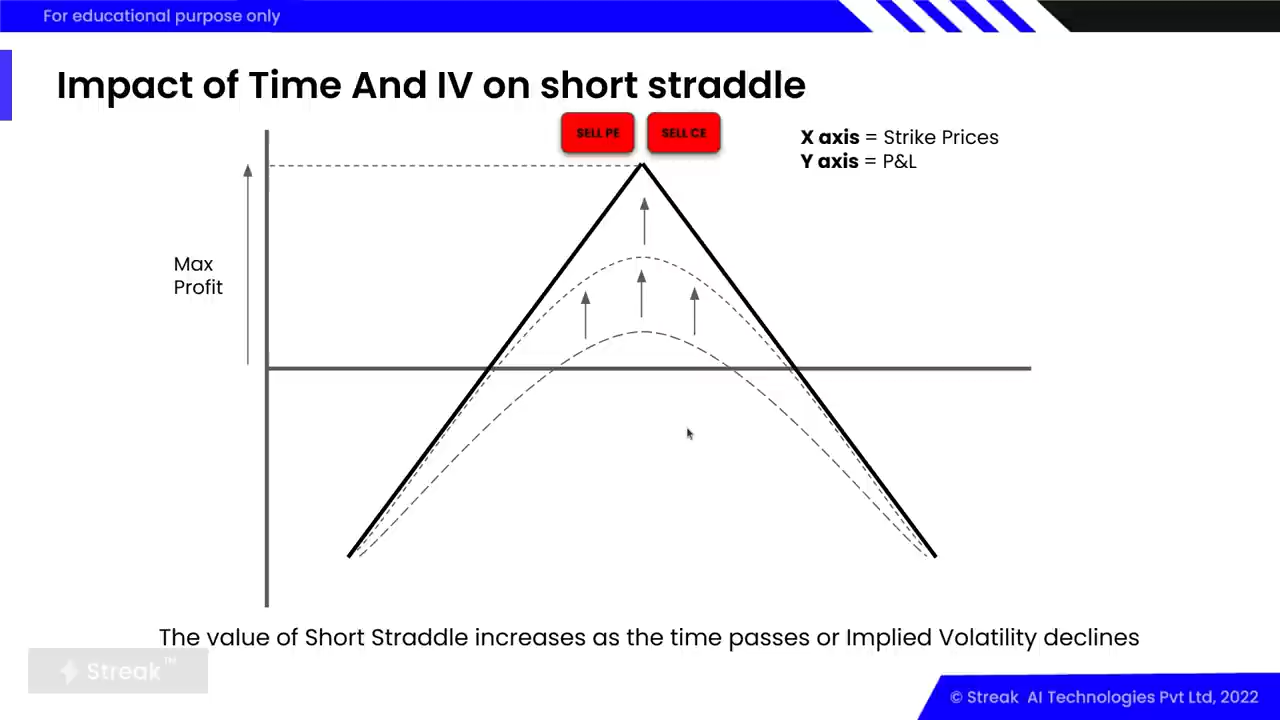 For educational purpose only
Impact of Time And IV on short straddle
SELL PE
SELL CE
X axis = Strike Prices
Y axis = P&L
Max
Profit
The value of Short Straddle increases as the time passes or Implied Volatility declines
Streak™
© Streak AI Technologies Pvt Ltd, 2022